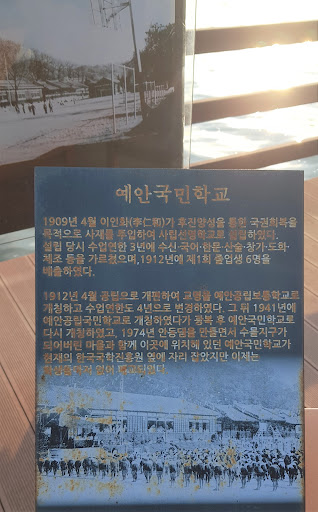 예안국민학교
1909년 4월 이인화(李仁和)가 후진양성을 통한 국권회복을
목적으로 사재를 투입하여 사립선명학교로 설립하였다.
설립 당시 수업연한 3년에 수신·국어·한문·산술·창가·도화·
체조 등을 가르쳤으며,1912년에 제1회 졸업생 6명을
배출하였다.
1912년 4월 공립으로 개편하여 교명을 예안공립보통학교로
개칭하고 수업연한도 4년으로 변경하였다. 그 뒤 1941년에
예안공립국민학교로 개칭하였다가 광복 후 예안국민학교로
다시 개칭하였고, 1974년 안동댐을 만들면서 수몰지구가
되어버린 마을과 함께 이곳에 위치해 있던 예안국민학교가
현재의 한국국학진흥원 옆에 자리 잡았지만 이제는